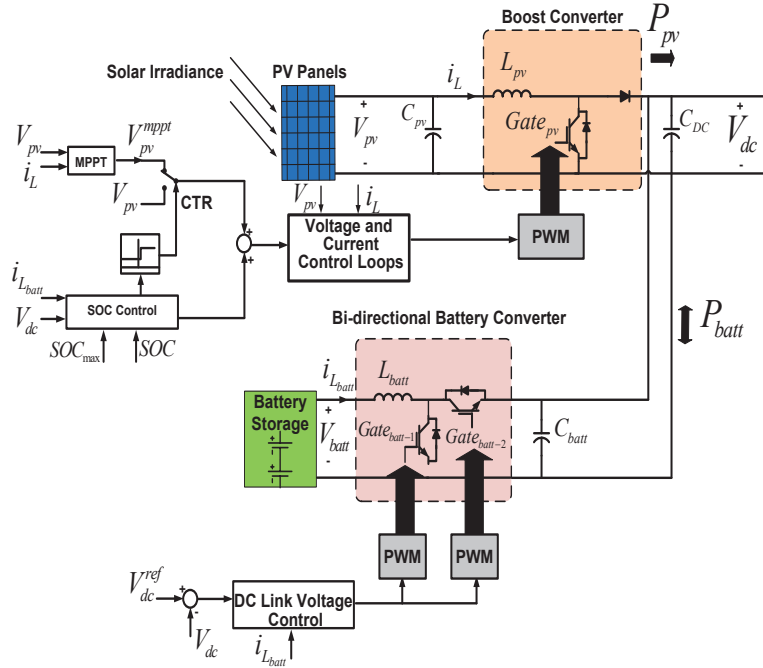 Boost Converter
P_pv
Solar Irradiance
PV Panels
i_L
L_pv
C_pv
V_pv
+
-
Gate_pv
C_DC
+
V_dc
-
V_pv
i_L
MPPT
V_pv^mppt
V_pv
CTR
V_pv
i_L
+
+
Voltage and
Current
Control Loops
PWM
i_L_batt
V_dc
SOC Control
SOC_max
SOC
Bi-directional Battery Converter
P_batt
Battery
Storage
+
-
+
-
i_L_batt
+
V_batt
-
L_batt
Gate_batt-1
Gate_batt-2
C_batt
PWM
PWM
V_dc^ref
+
-
V_dc
DC Link Voltage
Control
i_L_batt